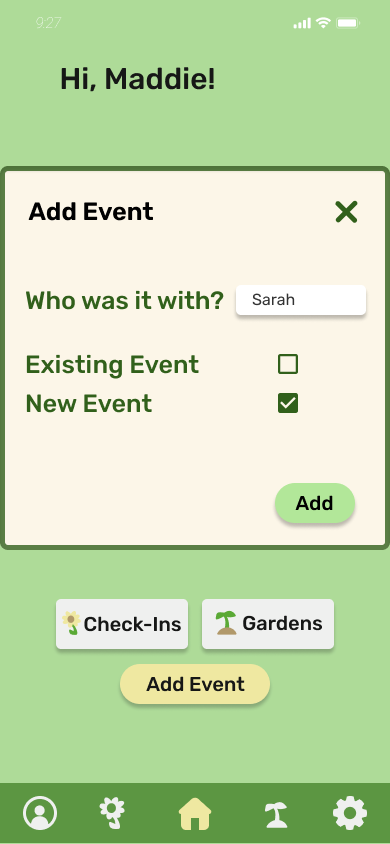 9:27
Hi, Maddie!
Add Event
Who was it with? Sarah
Existing Event
New Event
Add
Check-Ins Gardens
Add Event